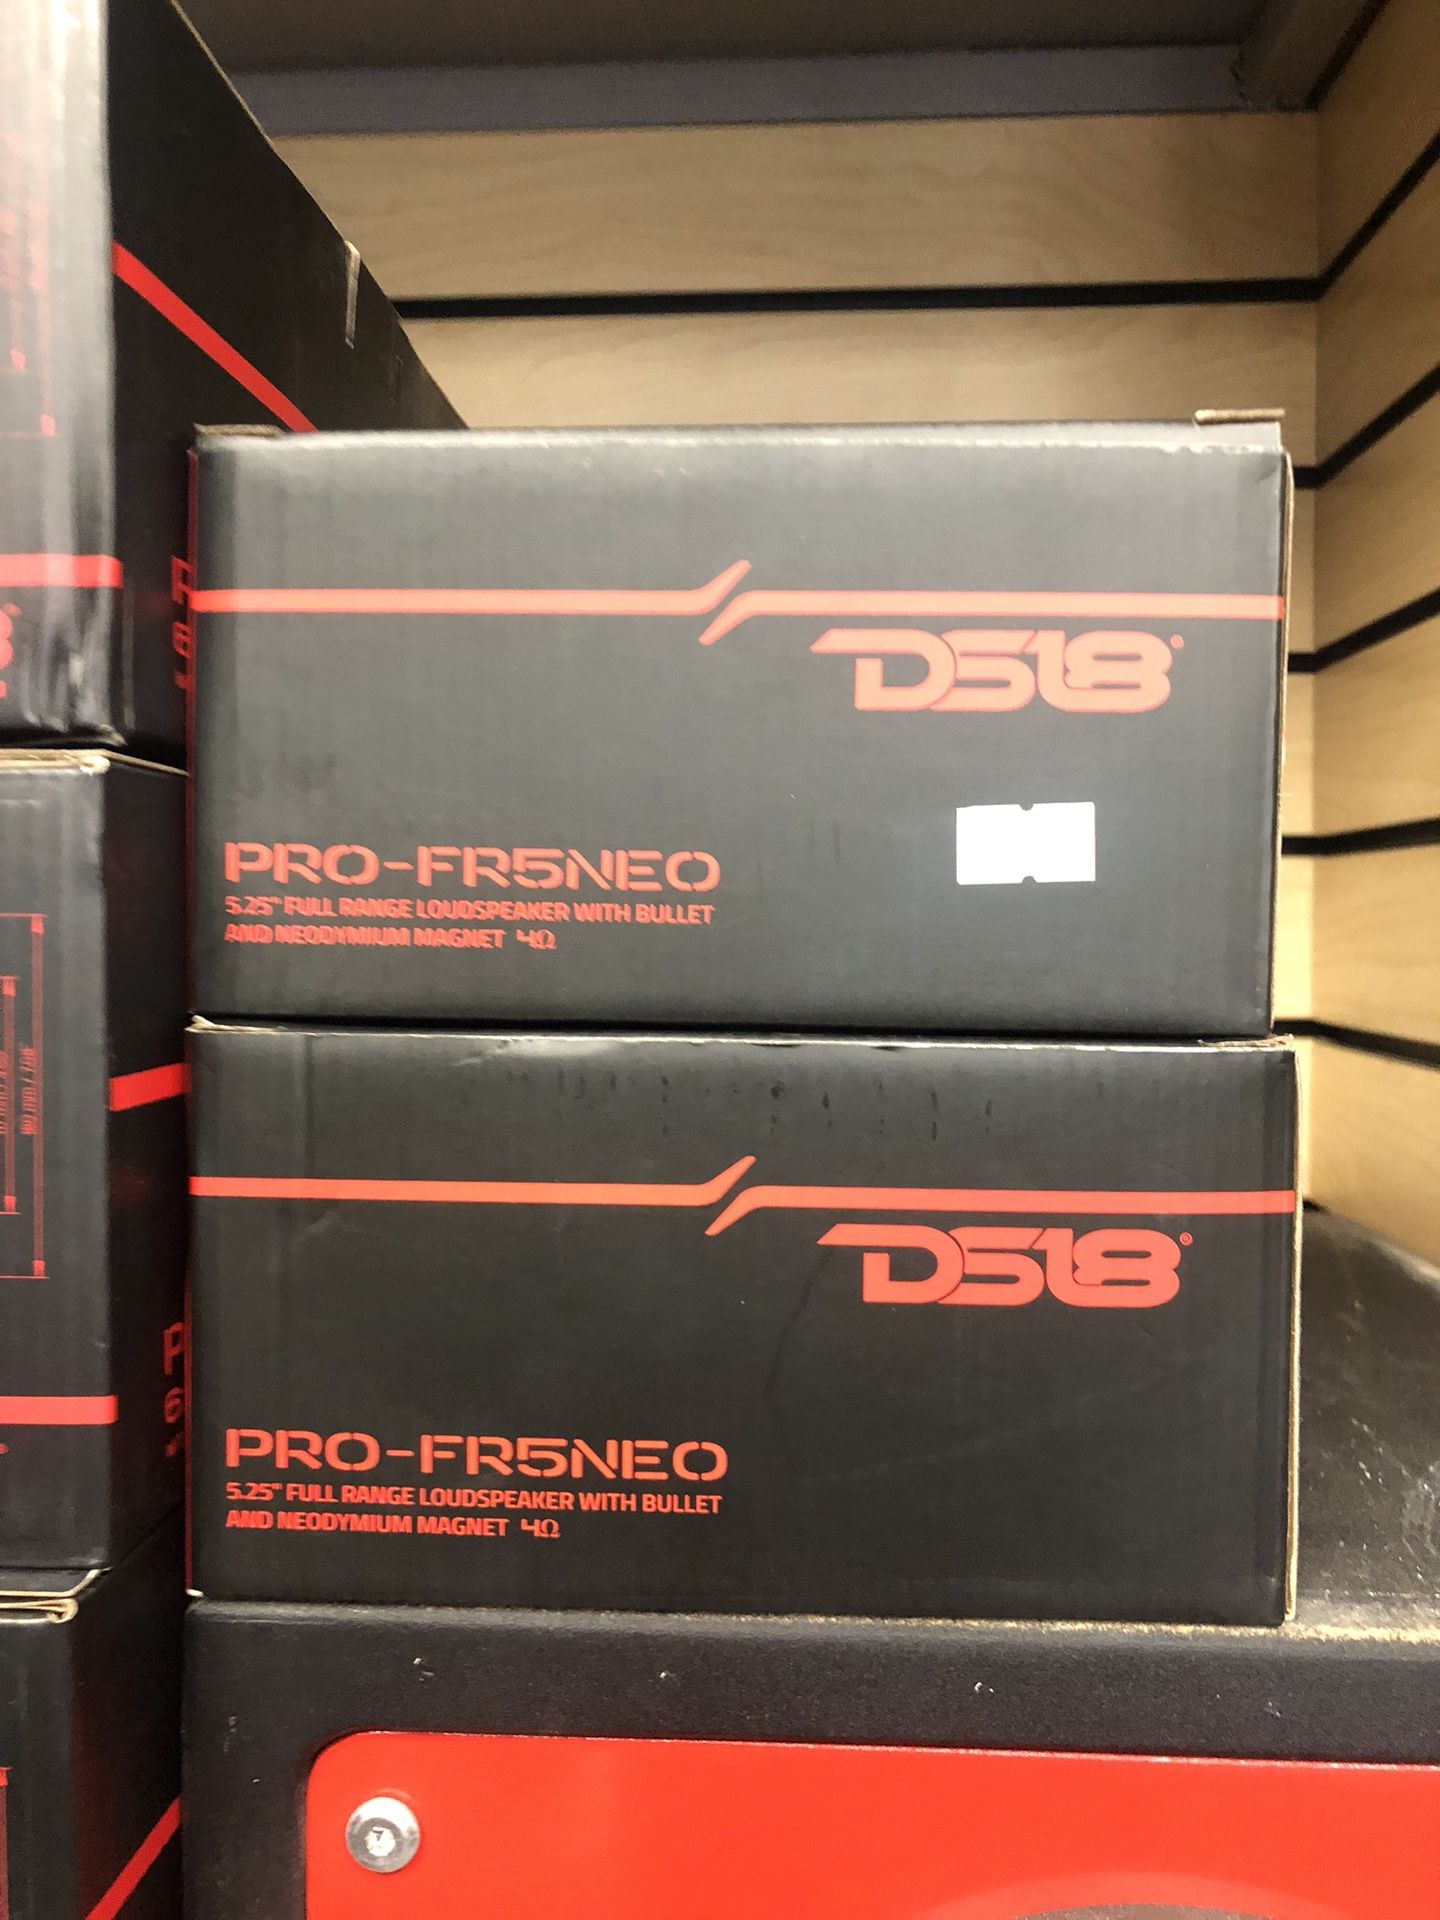 DS18®
PRO-FR5NEO
5.25" FULL RANGE LOUDSPEAKER WITH BULLET
AND NEODYMIUM MAGNET 4Ω
DS18®
PRO-FR5NEO
5.25" FULL RANGE LOUDSPEAKER WITH BULLET
AND NEODYMIUM MAGNET 4Ω